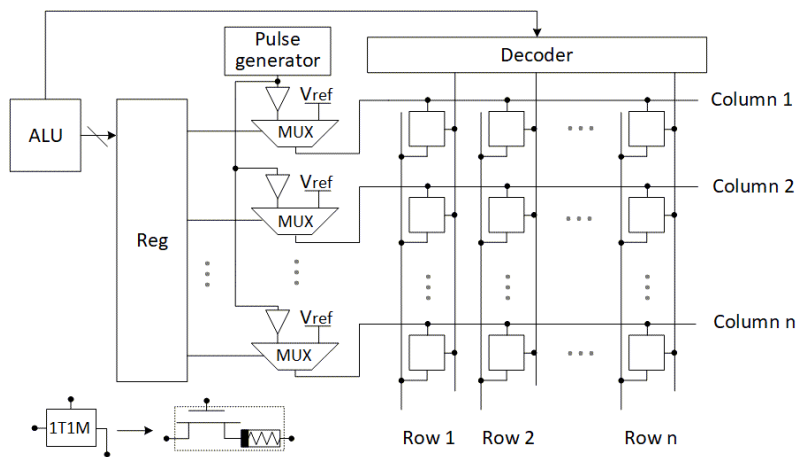 Pulse
generator
Decoder
Vref
Column 1
ALU
MUX
Vref
Column 2
MUX
Reg
Vref
Column n
MUX
1T1M
Row 1
Row 2
Row n